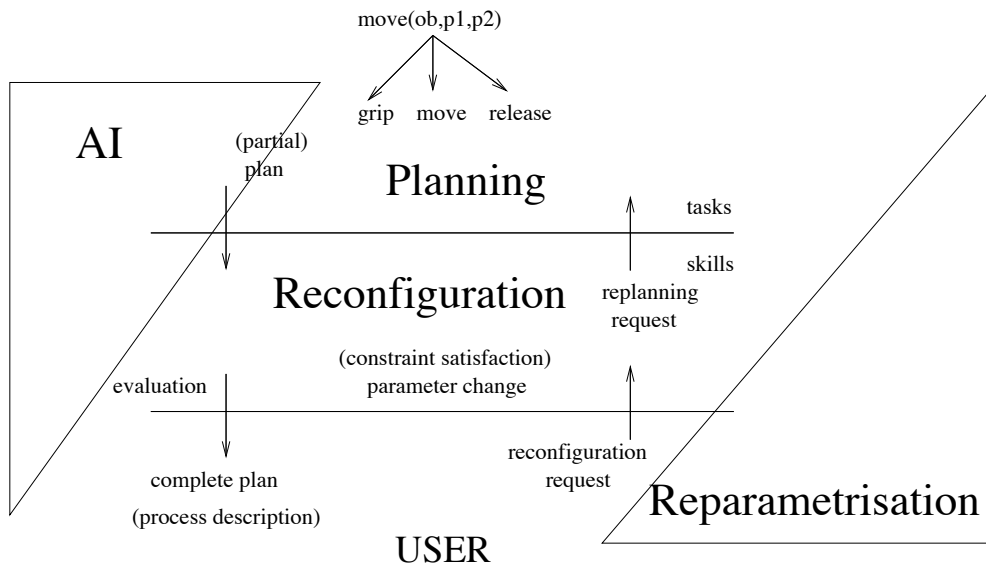 move(ob,p1,p2)
grip move release
AI
(partial)
plan
Planning
tasks
skills
Reconfiguration
replanning
request
(constraint satisfaction)
parameter change
evaluation
reconfiguration
request
complete plan
(process description)
Reparametrisation
USER